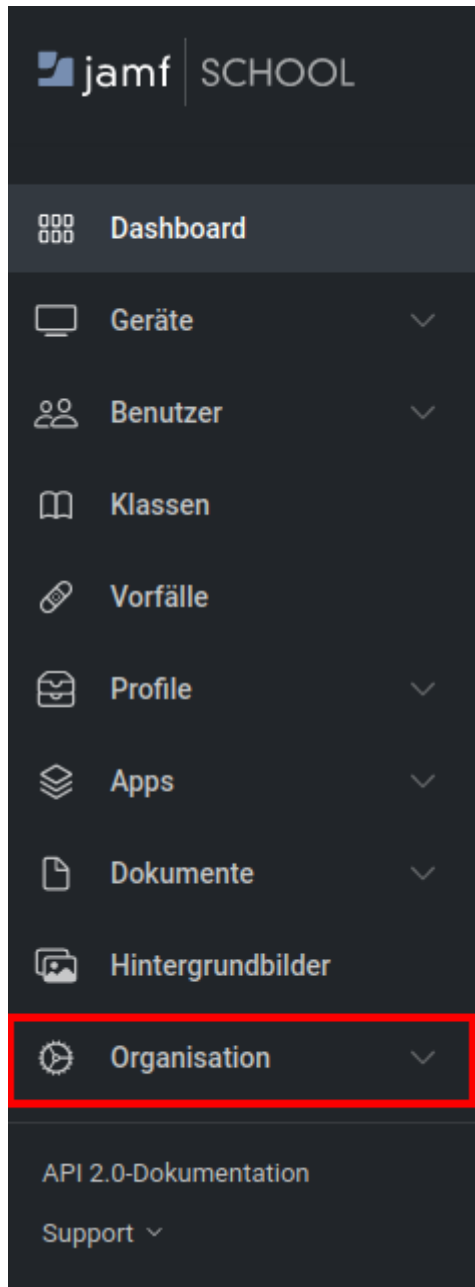 jamf | SCHOOL
Dashboard
Geräte
Benutzer
Klassen
Vorfälle
Profile
Apps
Dokumente
Hintergrundbilder
Organisation
API 2.0-Dokumentation
Support